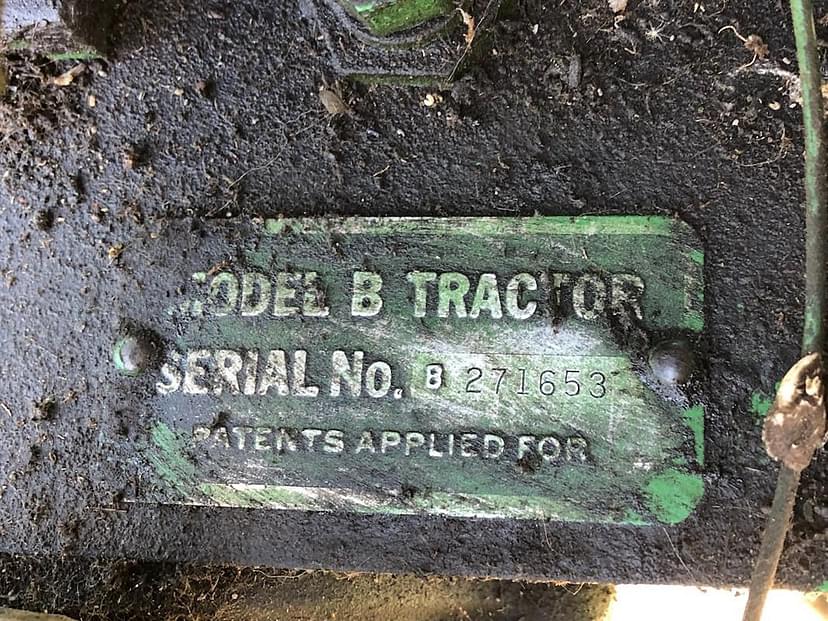 MODEL B TRACTOR
SERIAL No. B 271653
PATENTS APPLIED FOR